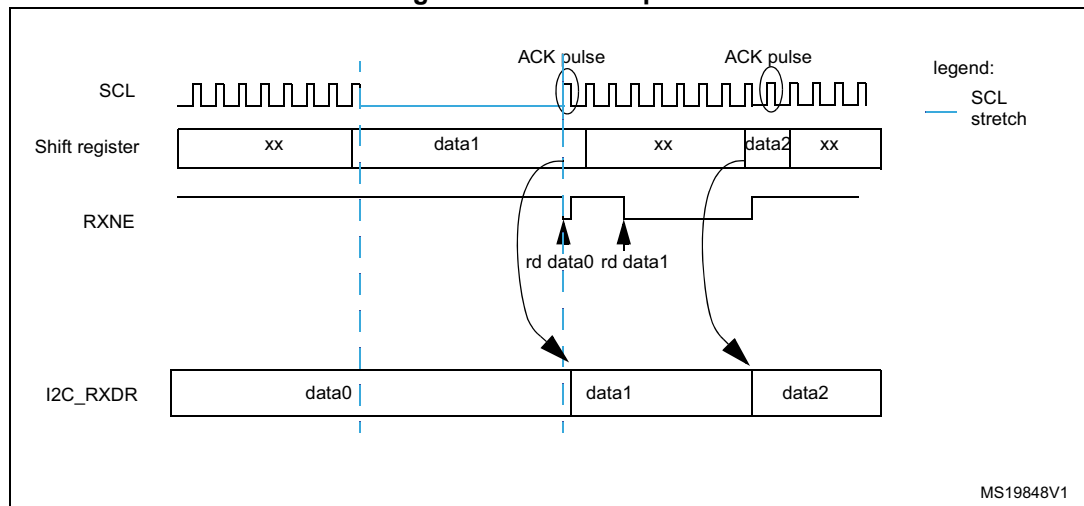 ACK pulse ACK pulse
legend:
SCL
SCL
stretch
Shift register xx data1 xx data2 xx
RXNE
rd data0 rd data1
I2C_RXDR data0 data1 data2
MS19848V1